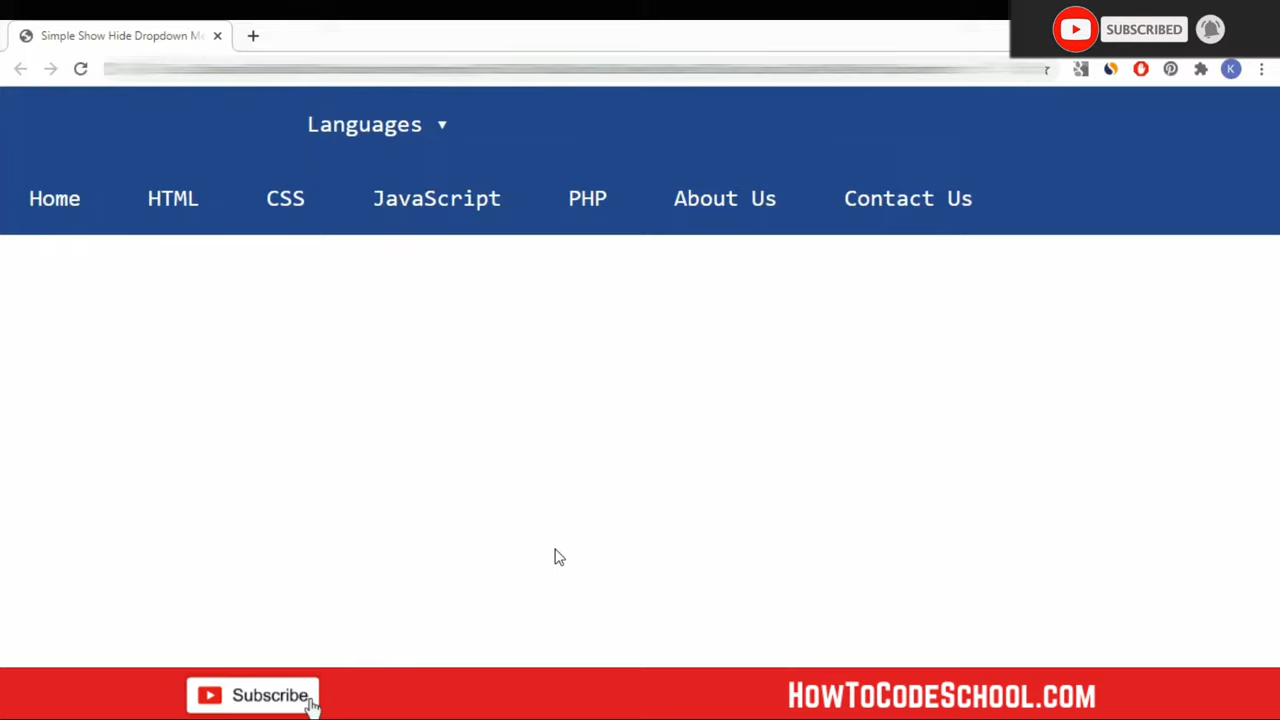 SUBSCRIBED
Simple Show Hide Dropdown Me
K
Languages ▼
Home HTML CSS JavaScript PHP About Us Contact Us
Subscribe
HOWTOCODESCHOOL.COM